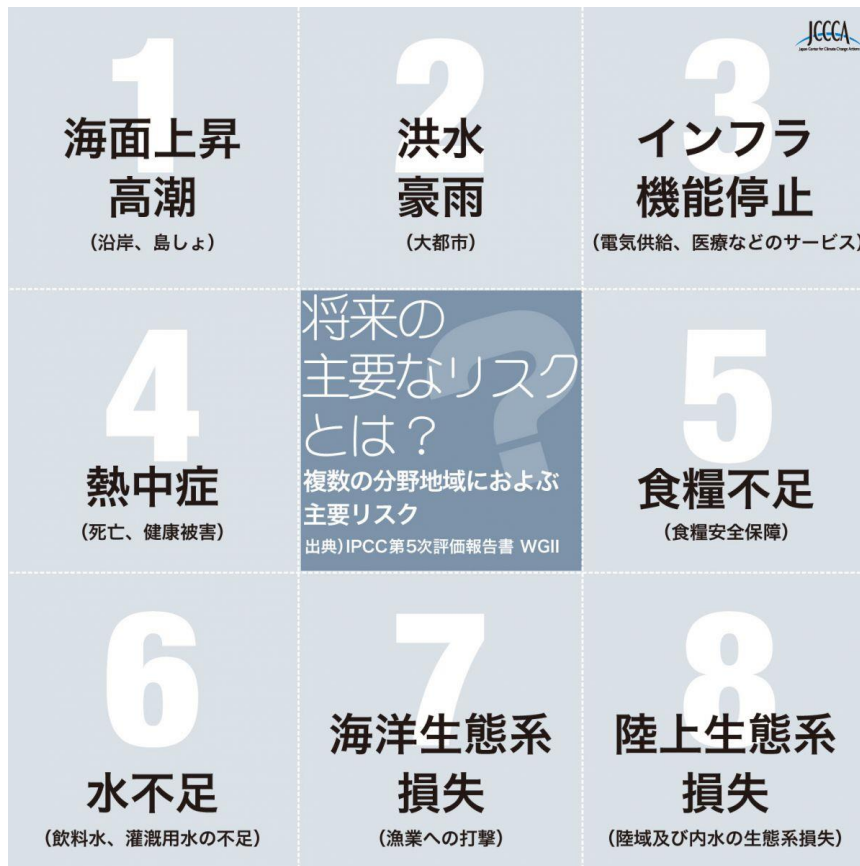 JCCCA
Japan Center for Climate Change Actions
1
海面上昇
高潮
（沿岸、島しょ）
2
洪水
豪雨
（大都市）
3
インフラ
機能停止
（電気供給、医療などのサービス）
4
熱中症
（死亡、健康被害）
?
将来の
主要なリスク
とは？
複数の分野地域におよぶ
主要リスク
出典）IPCC第5次評価報告書 WGII
5
食糧不足
（食糧安全保障）
6
水不足
（飲料水、灌漑用水の不足）
7
海洋生態系
損失
（漁業への打撃）
8
陸上生態系
損失
（陸域及び内水の生態系損失）